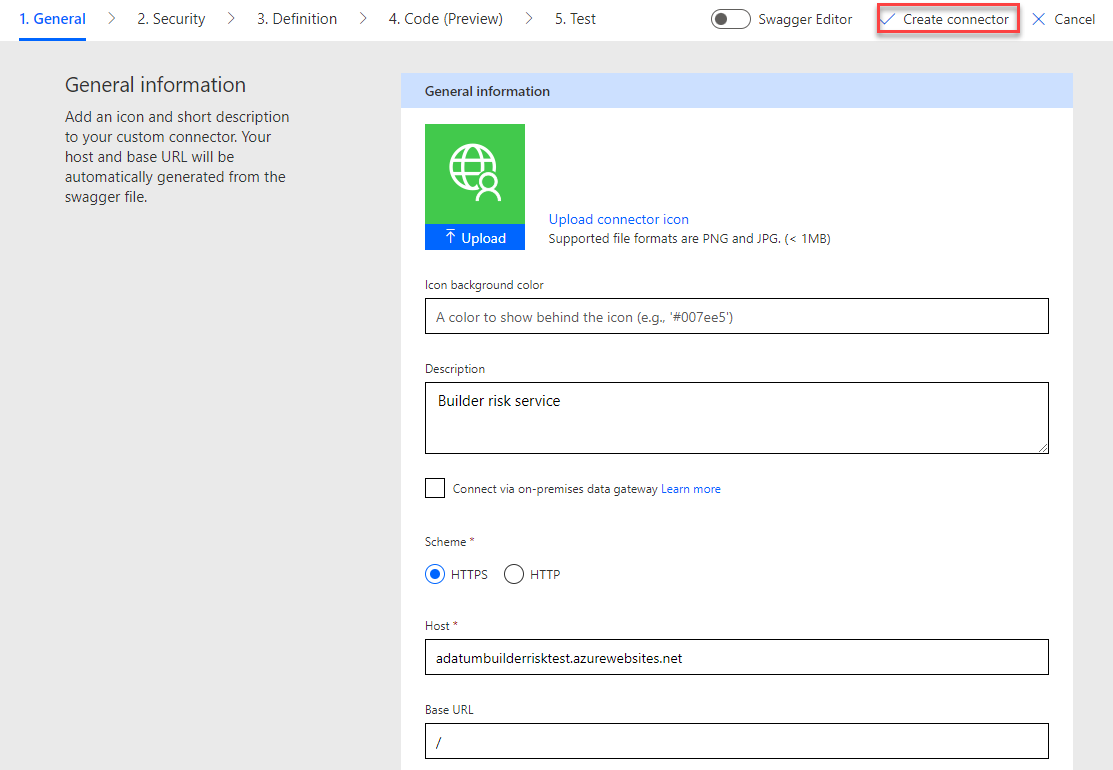 1. General
2. Security
3. Definition
4. Code (Preview)
5. Test
Swagger Editor
Create connector
Cancel
General information
Add an icon and short description
to your custom connector. Your
host and base URL will be
automatically generated from the
swagger file.
General information
Upload
Upload connector icon
Supported file formats are PNG and JPG. (< 1MB)
Icon background color
A color to show behind the icon (e.g., '#007ee5')
Description
Builder risk service
Connect via on-premises data gateway Learn more
Scheme *
HTTPS
HTTP
Host *
adatumbuilderrisktest.azurewebsites.net
Base URL
/